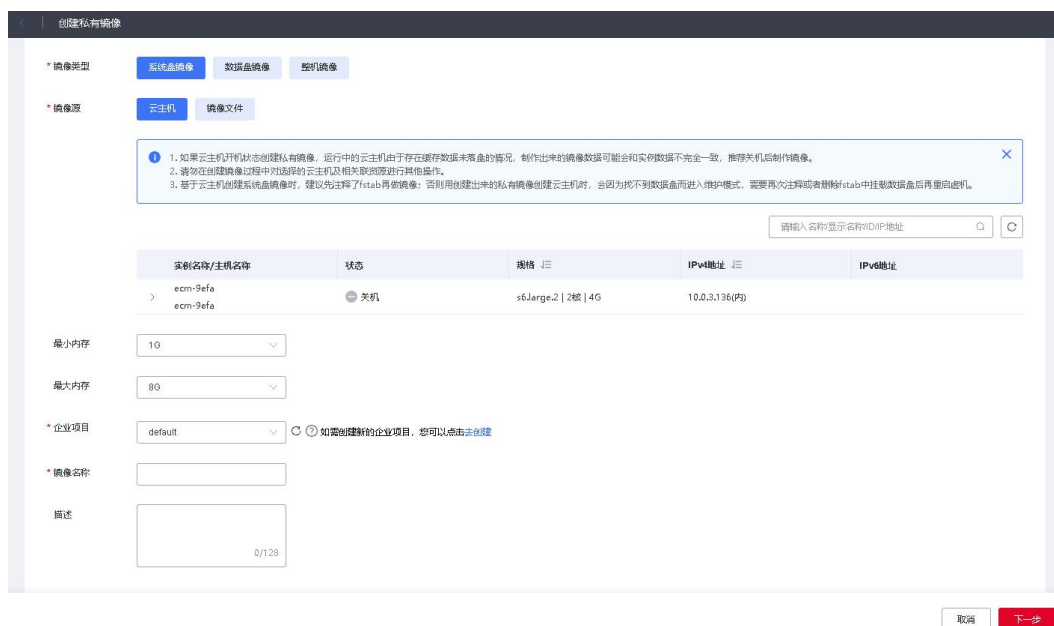 创建私有镜像
* 镜像类型 系统盘镜像 数据盘镜像 整机镜像
* 镜像源 云主机 镜像文件
1. 如果云主机开机状态创建私有镜像，运行中的云主机由于存在缓存数据未落盘的情况，制作出来的镜像数据可能会和实例数据不完全一致，推荐关机后制作镜像。
2. 请勿在创建镜像过程中对选择的云主机及相关联资源进行其他操作。
3. 基于云主机创建系统盘镜像时，建议先注释了fstab再做镜像；否则用创建出来的私有镜像创建云主机时，会因为找不到数据盘而进入维护模式，需要再次注释或者删除fstab中挂载数据盘后再重启虚机。
请输入名称/显示名称/ID/IP地址
实例名称/主机名称 状态 规格 IPv4地址 IPv6地址
ecm-9efa
ecm-9efa
关机 s6.large.2 | 2核 | 4G 10.0.3.136(内)
最小内存 1G
最大内存 8G
* 企业项目 default 如需创建新的企业项目，您可以点击去创建
* 镜像名称
描述
0/128
取消 下一步